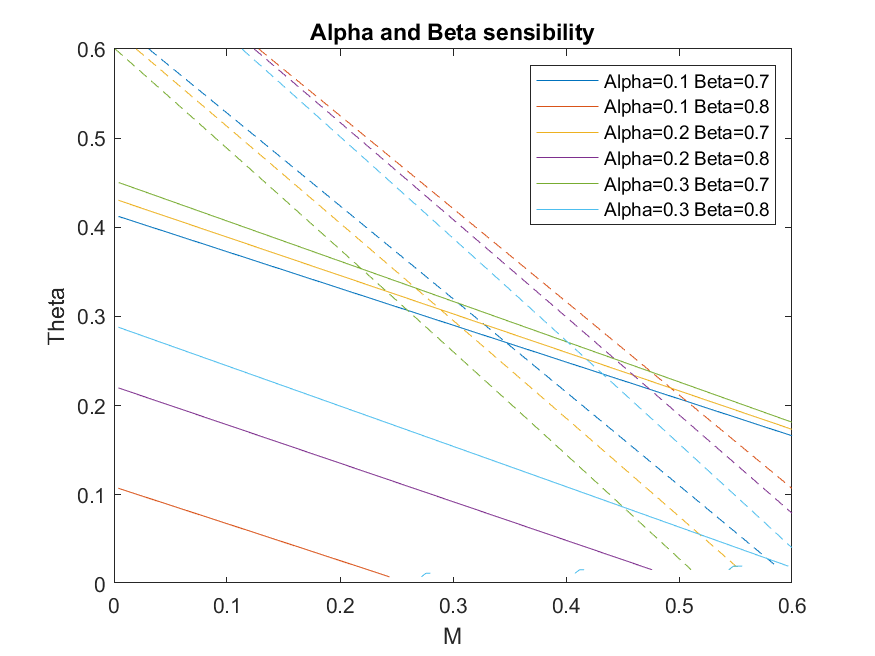 Alpha and Beta sensibility
0.6
Alpha=0.1 Beta=0.7
Alpha=0.1 Beta=0.8
Alpha=0.2 Beta=0.7
Alpha=0.2 Beta=0.8
Alpha=0.3 Beta=0.7
Alpha=0.3 Beta=0.8
0.5
0.4
Theta
0.3
0.2
0.1
0
0 0.1 0.2 0.3 0.4 0.5 0.6
M